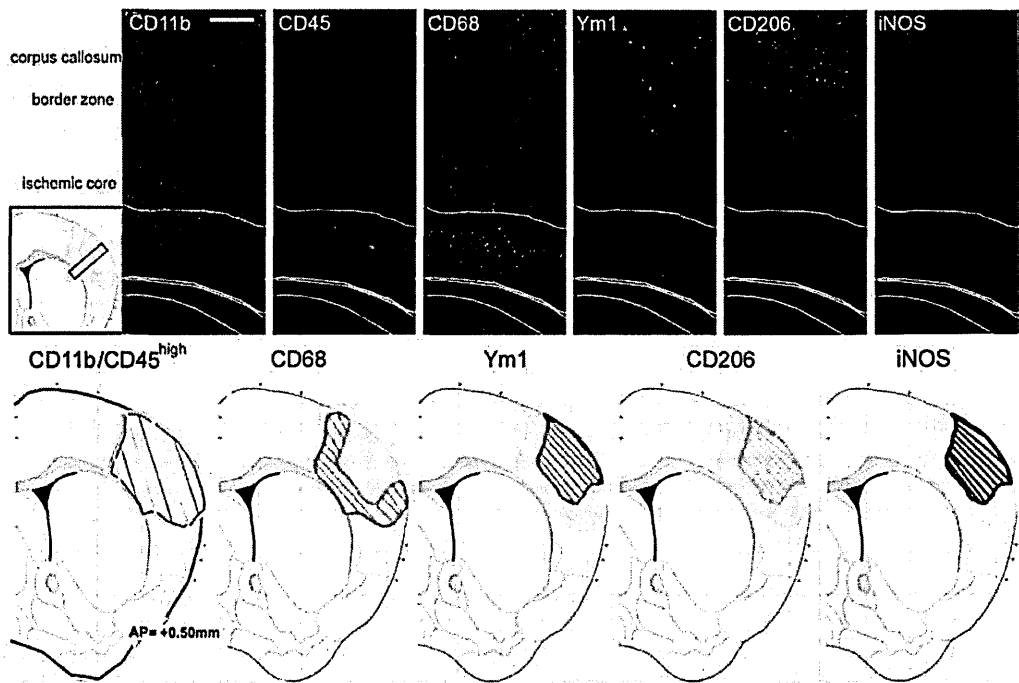 CD11b
CD45
CD68
Ym1
CD206
iNOS
corpus callosum
border zone
ischemic core
CD11b/CD45high
CD68
Ym1
CD206
iNOS
AP= +0.50mm